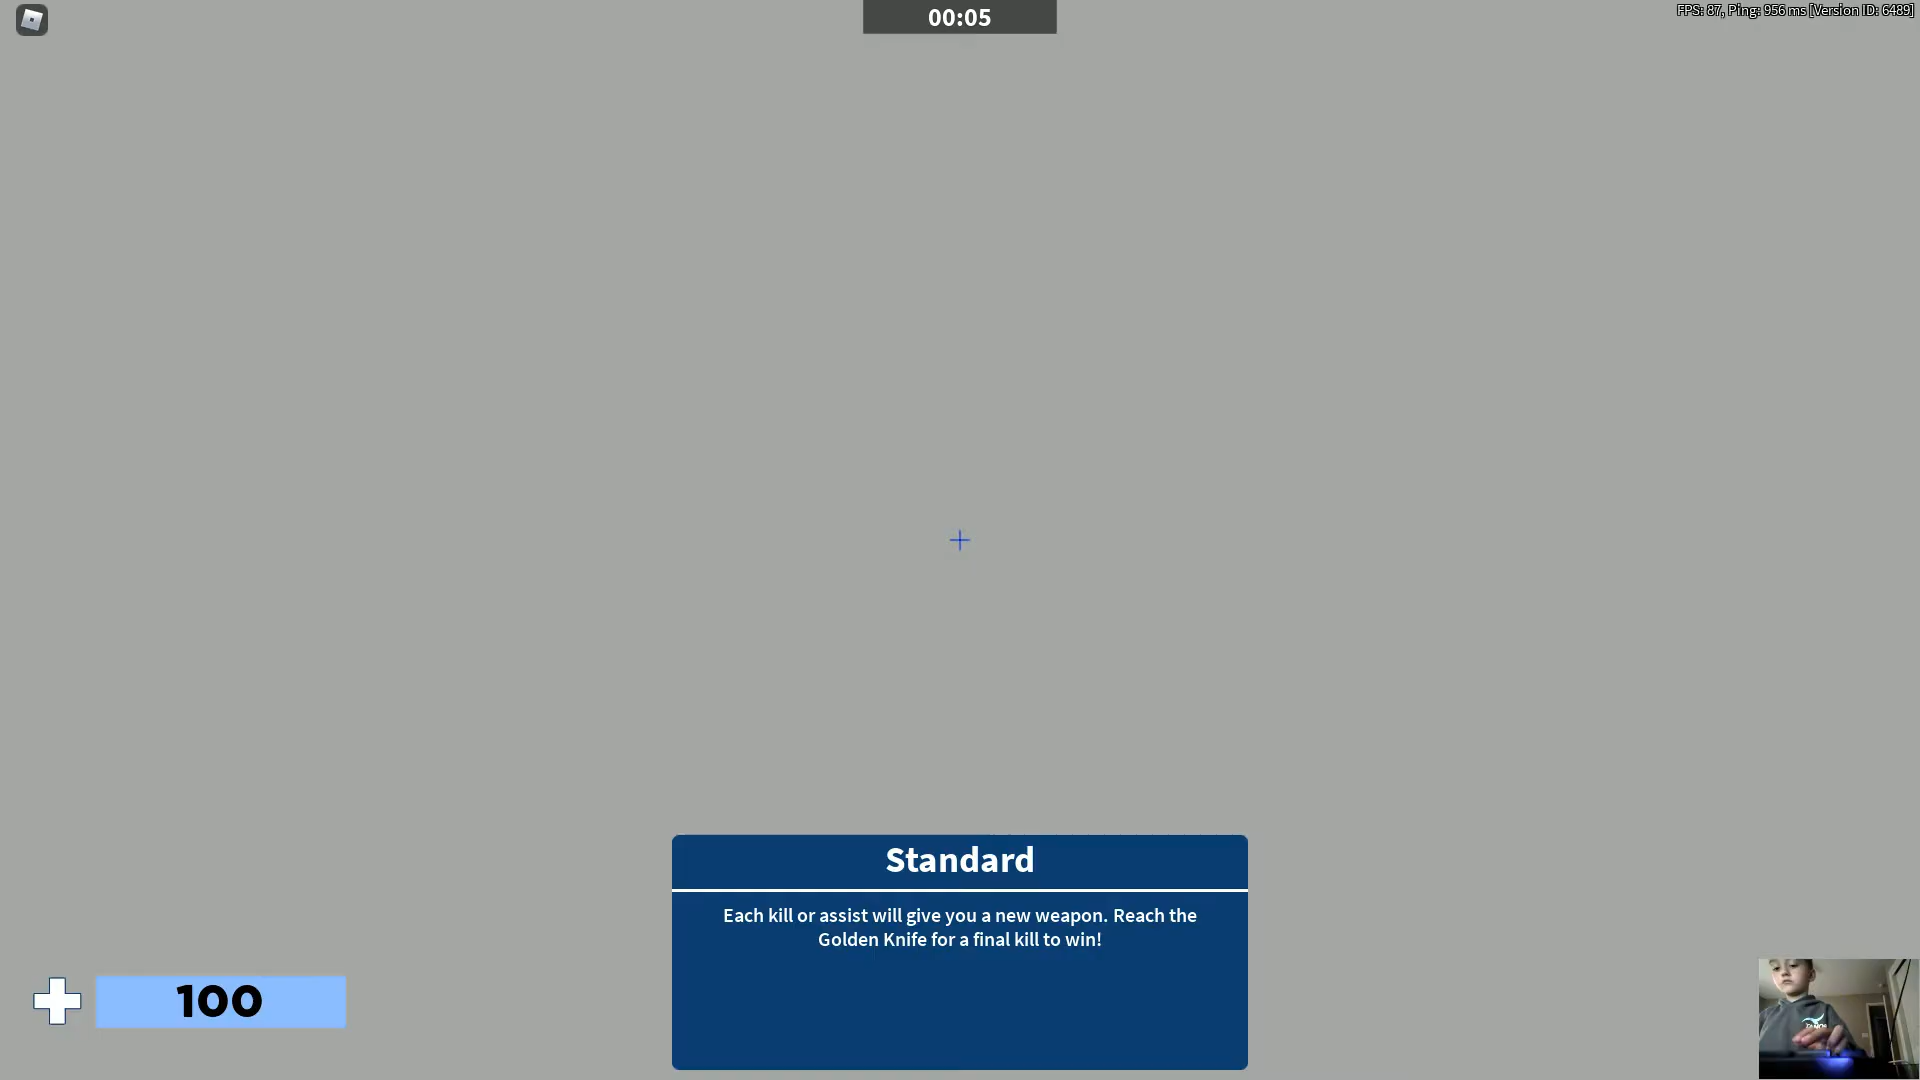 00:05
FPS: 87, Ping: 956 ms [Version ID: 6489]
Standard
Each kill or assist will give you a new weapon. Reach the
Golden Knife for a final kill to win!
100